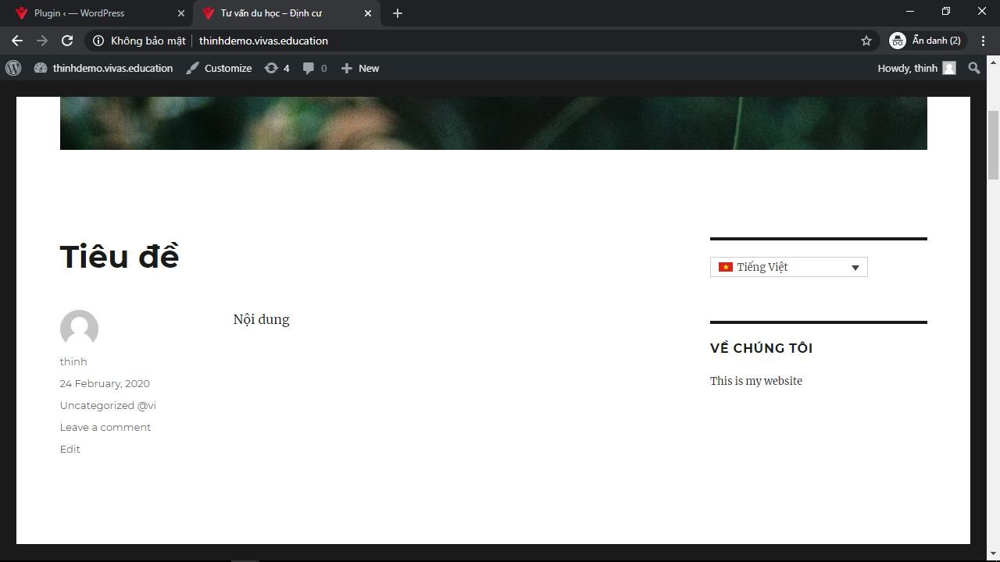 Plugin ‹ — WordPress
Tư vấn du học – Định cư
Không bảo mật
thinhdemo.vivas.education
Ẩn danh (2)
thinhdemo.vivas.education
Customize
4
0
New
Howdy, thinh
Tiêu đề
Tiếng Việt
Nội dung
VỀ CHÚNG TÔI
thinh
This is my website
24 February, 2020
Uncategorized @vi
Leave a comment
Edit